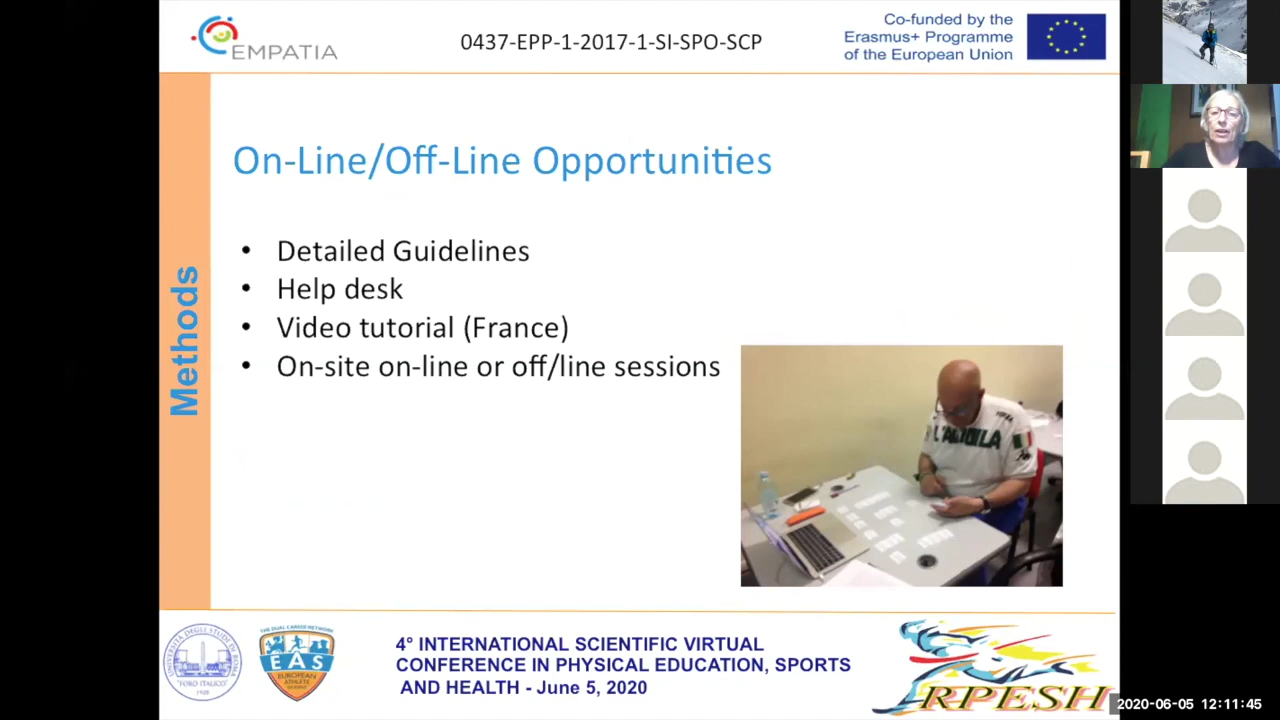 EMPATIA
0437-EPP-1-2017-1-SI-SPO-SCP
Co-funded by the
Erasmus+ Programme
of the European Union
Methods
On-Line/Off-Line Opportunities
• Detailed Guidelines
• Help desk
• Video tutorial (France)
• On-site on-line or off/line sessions
L'AQUILA
THE DUAL CAREER NETWORK
EAS
EUROPEAN
ATHLETE
"FORO ITALICO"
4° INTERNATIONAL SCIENTIFIC VIRTUAL
CONFERENCE IN PHYSICAL EDUCATION, SPORTS
AND HEALTH - June 5, 2020
RPESH
2020-06-05 12:11:45